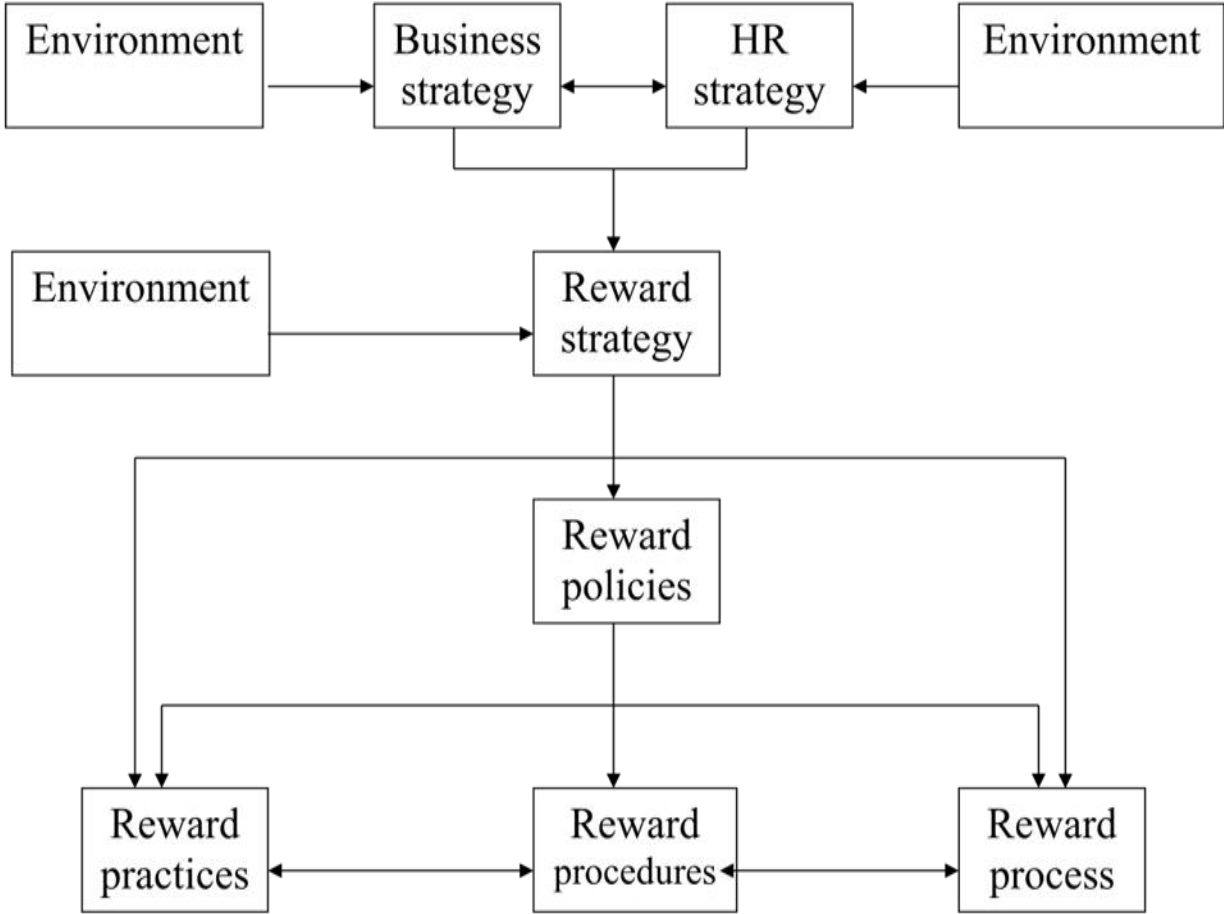 Environment
Business
strategy
HR
strategy
Environment
Environment
Reward
strategy
Reward
policies
Reward
practices
Reward
procedures
Reward
process